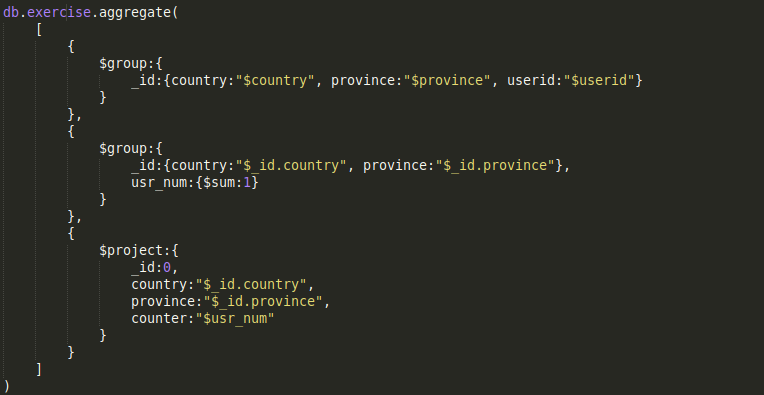 db.exercise.aggregate(
    [
        {
            $group:{
                _id:{country:"$country", province:"$province", userid:"$userid"}
            }
        },
        {
            $group:{
                _id:{country:"$_id.country", province:"$_id.province"},
                usr_num:{$sum:1}
            }
        },
        {
            $project:{
                _id:0,
                country:"$_id.country",
                province:"$_id.province",
                counter:"$usr_num"
            }
        }
    ]
)